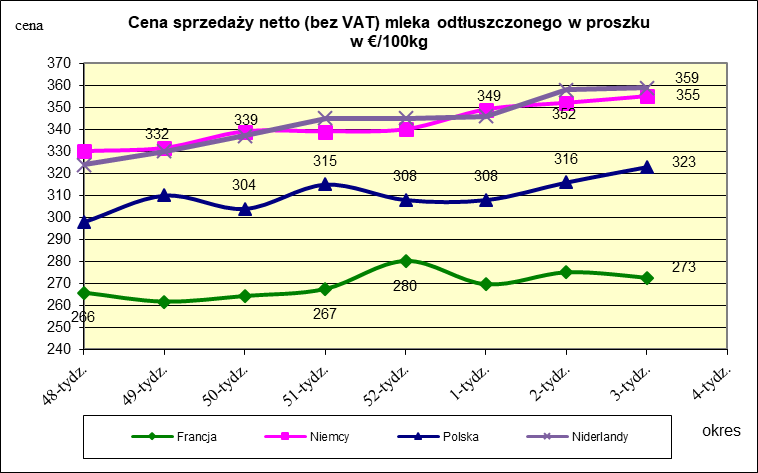 cena
Cena sprzedaży netto (bez VAT) mleka odtłuszczonego w proszku
w €/100kg
370
360
350
340
330
320
310
300
290
280
270
260
250
240
359
355
349
352
339
332
315
304
308
308
316
323
266
267
280
273
48-tydz.
49-tydz.
50-tydz.
51-tydz.
52-tydz.
1-tydz.
2-tydz.
3-tydz.
4-tydz.
okres
Francja
Niemcy
Polska
Niderlandy